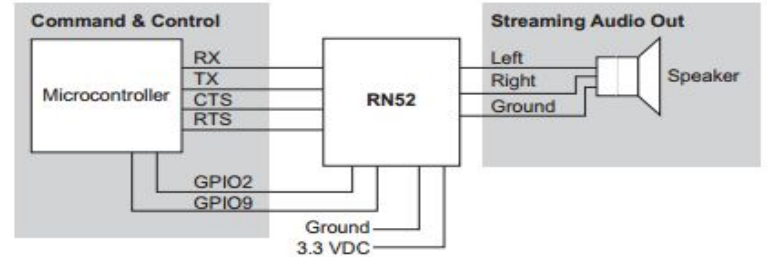 Command & Control
Streaming Audio Out
Microcontroller
RX
TX
CTS
RTS
RN52
Left
Right
Ground
Speaker
GPIO2
GPIO9
Ground
3.3 VDC